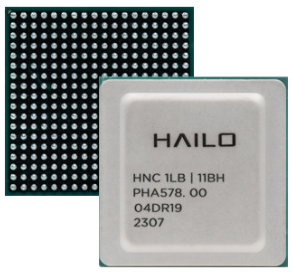 HAILO
HNC 1LB | 11BH
PHA578. 00
04DR19
2307